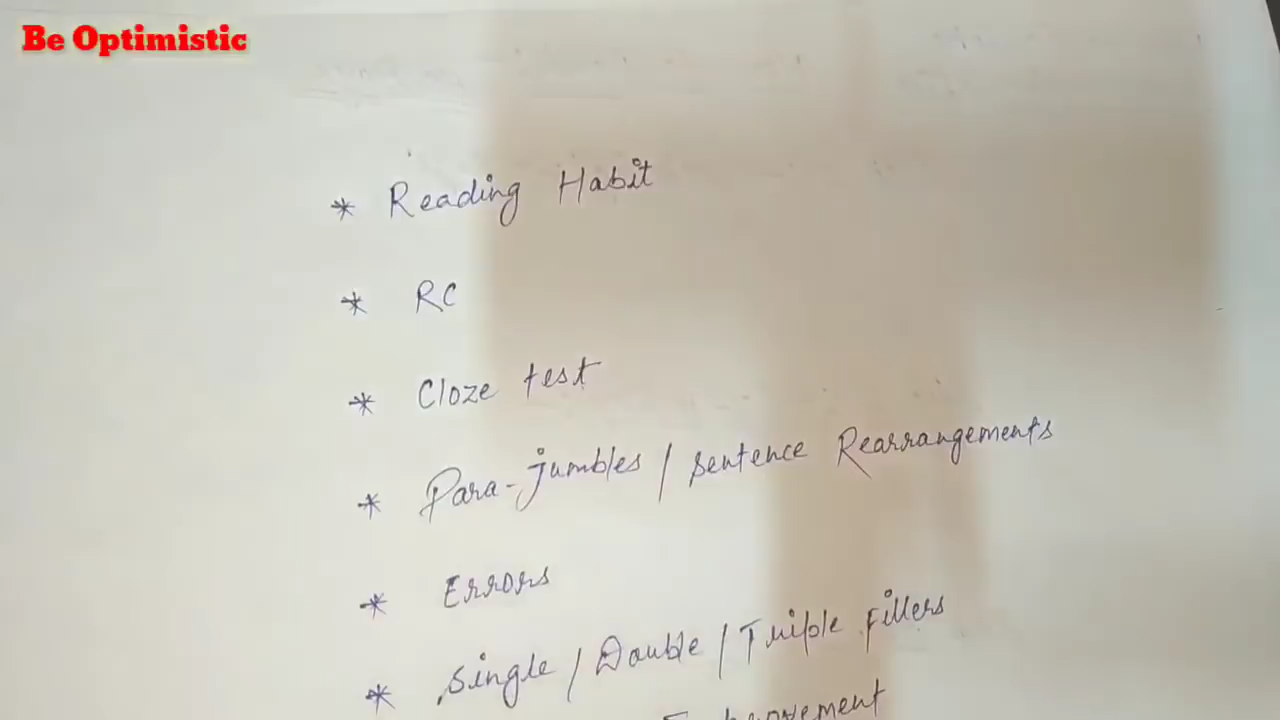 Be Optimistic
* Reading Habit
* RC
* Cloze test
* Para-jumbles / sentence Rearrangements
* Errors
* Single / Double / Triple Fillers